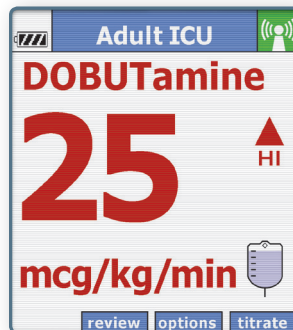 Adult ICU
DOBUTamine
25
HI
mcg/kg/min
review options titrate